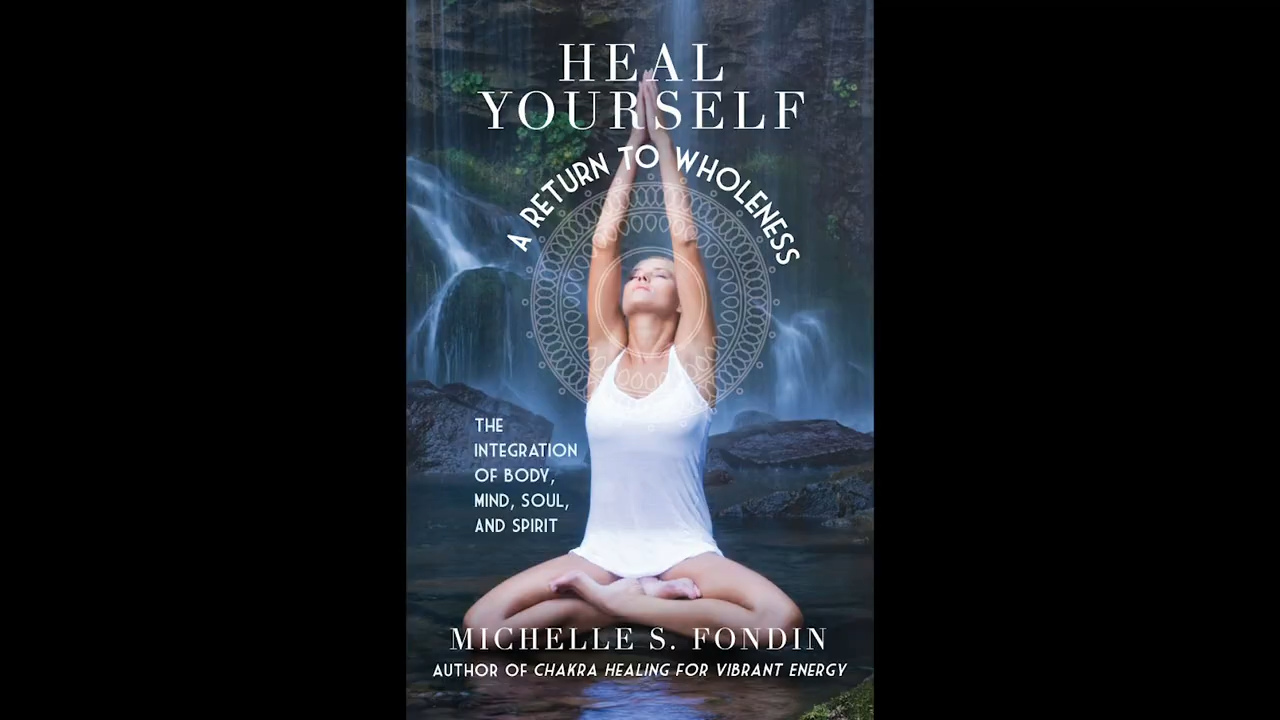 HEAL
YOURSELF
A RETURN TO WHOLENESS
THE
INTEGRATION
OF BODY,
MIND, SOUL,
AND SPIRIT
MICHELLE S. FONDIN
AUTHOR OF CHAKRA HEALING FOR VIBRANT ENERGY